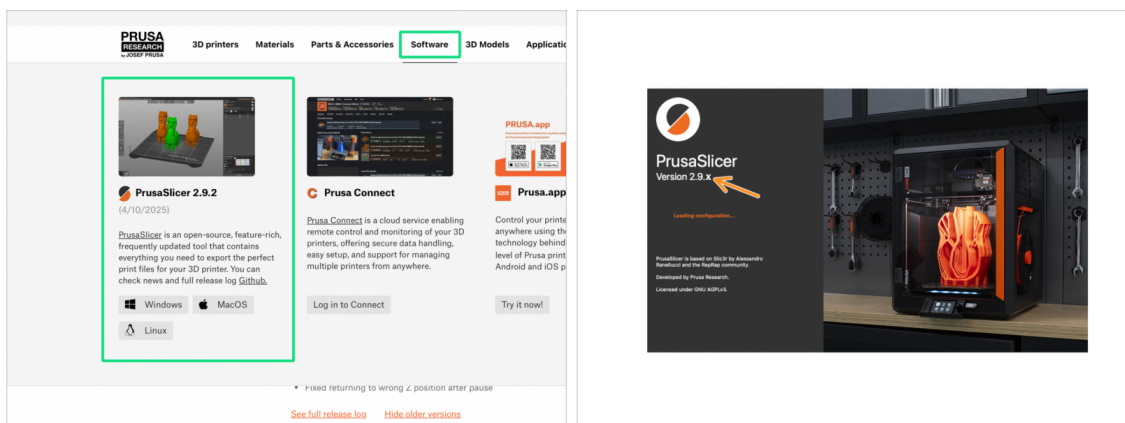 PRUSA
RESEARCH
by JOSEF PRUSA
3D printers
Materials
Parts & Accessories
Software
3D Models
Applicatio
PrusaSlicer 2.9.2
(4/10/2025)
PrusaSlicer is an open-source, feature-rich,
frequently updated tool that contains
everything you need to export the perfect
print files for your 3D printer. You can
check news and full release log Github.
Windows
MacOS
Linux
Prusa Connect
Prusa Connect is a cloud service enabling
remote control and monitoring of your 3D
printers, offering secure data handling,
easy setup, and support for managing
multiple printers from anywhere.
Log in to Connect
PRUSA.app
Prusa.app
Control your printe
anywhere using th
technology behind
level of Prusa print
Android and iOS p
Try it now!
• Fixed returning to wrong Z position after pause
See full release log
Hide older versions
PrusaSlicer
Version 2.9.x
Loading configuration...
PrusaSlicer is based on Slic3r by Alessandro
Ranellucci and the RepRap community.
Developed by Prusa Research.
Licensed under GNU AGPLv3.